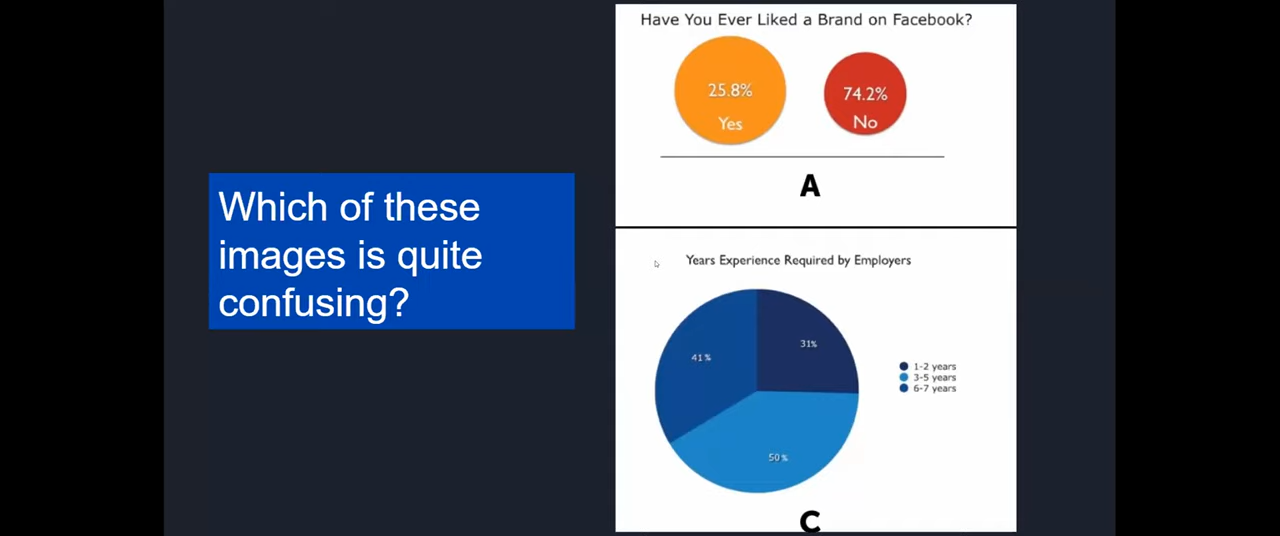 Which of these
images is quite
confusing?
Have You Ever Liked a Brand on Facebook?
25.8%
Yes
74.2%
No
A
Years Experience Required by Employers
41%
31%
50%
1-2 years
3-5 years
6-7 years
C